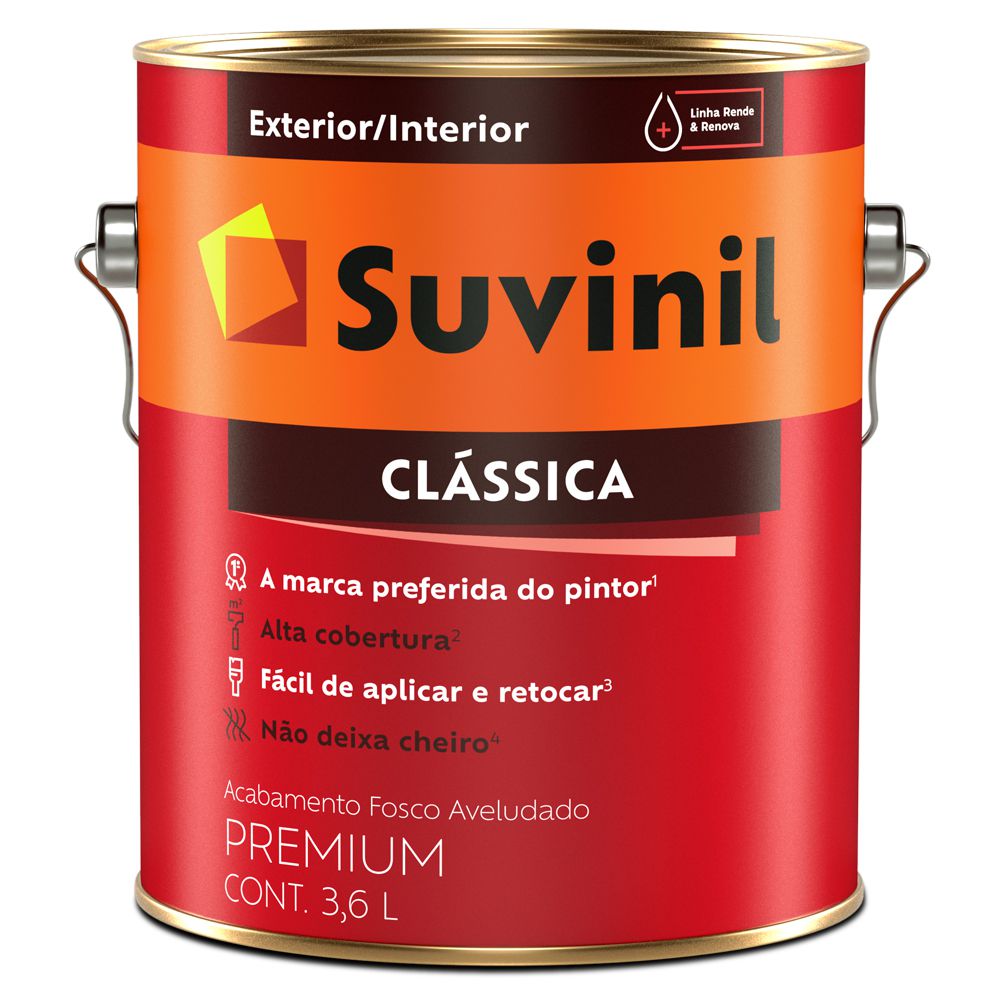 Exterior/Interior
Linha Rende
& Renova
Suvinil
CLÁSSICA
1º
A marca preferida do pintor¹
m²
Alta cobertura²
Fácil de aplicar e retocar³
Não deixa cheiro⁴
Acabamento Fosco Aveludado
PREMIUM
CONT. 3,6 L